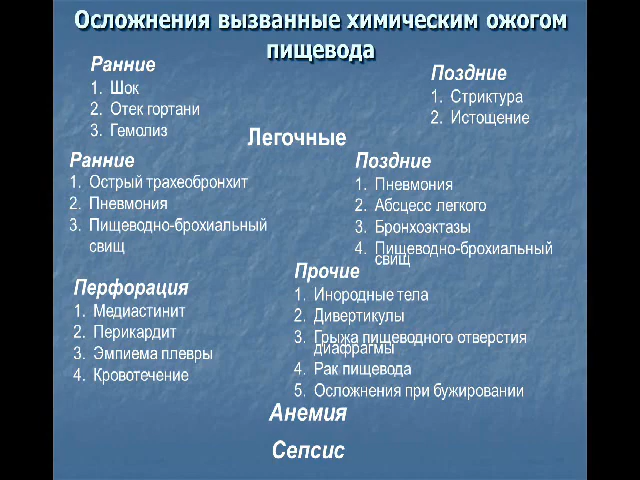 Осложнения вызванные химическим ожогом
пищевода
Ранние
1. Шок
2. Отек гортани
3. Гемолиз
Поздние
1. Стриктура
2. Истощение
Легочные
Ранние
1. Острый трахеобронхит
2. Пневмония
3. Пищеводно-брохиальный
свищ
Поздние
1. Пневмония
2. Абсцесс легкого
3. Бронхоэктазы
4. Пищеводно-брохиальный
свищ
Перфорация
1. Медиастинит
2. Перикардит
3. Эмпиема плевры
4. Кровотечение
Прочие
1. Инородные тела
2. Дивертикулы
3. Грыжа пищеводного отверстия
диафрагмы
4. Рак пищевода
5. Осложнения при бужировании
Анемия
Сепсис